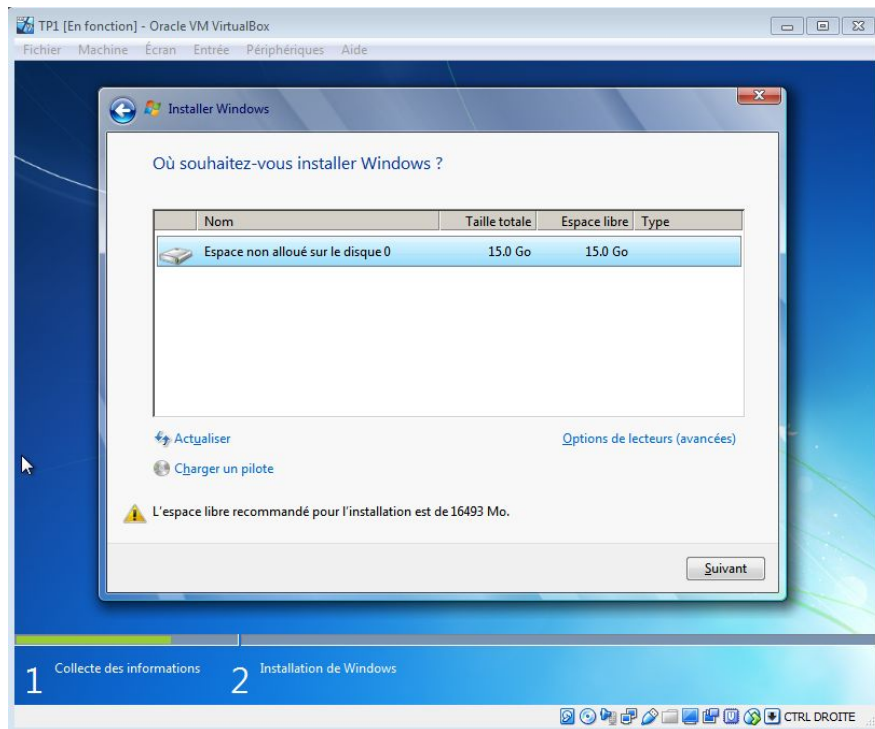 TP1 [En fonction] - Oracle VM VirtualBox
Fichier Machine Écran Entrée Périphériques Aide
Installer Windows
Où souhaitez-vous installer Windows ?
Nom Taille totale Espace libre Type
Espace non alloué sur le disque 0 15.0 Go 15.0 Go
Actualiser Options de lecteurs (avancées)
Charger un pilote
L'espace libre recommandé pour l'installation est de 16493 Mo.
Suivant
1 Collecte des informations 2 Installation de Windows
CTRL DROITE